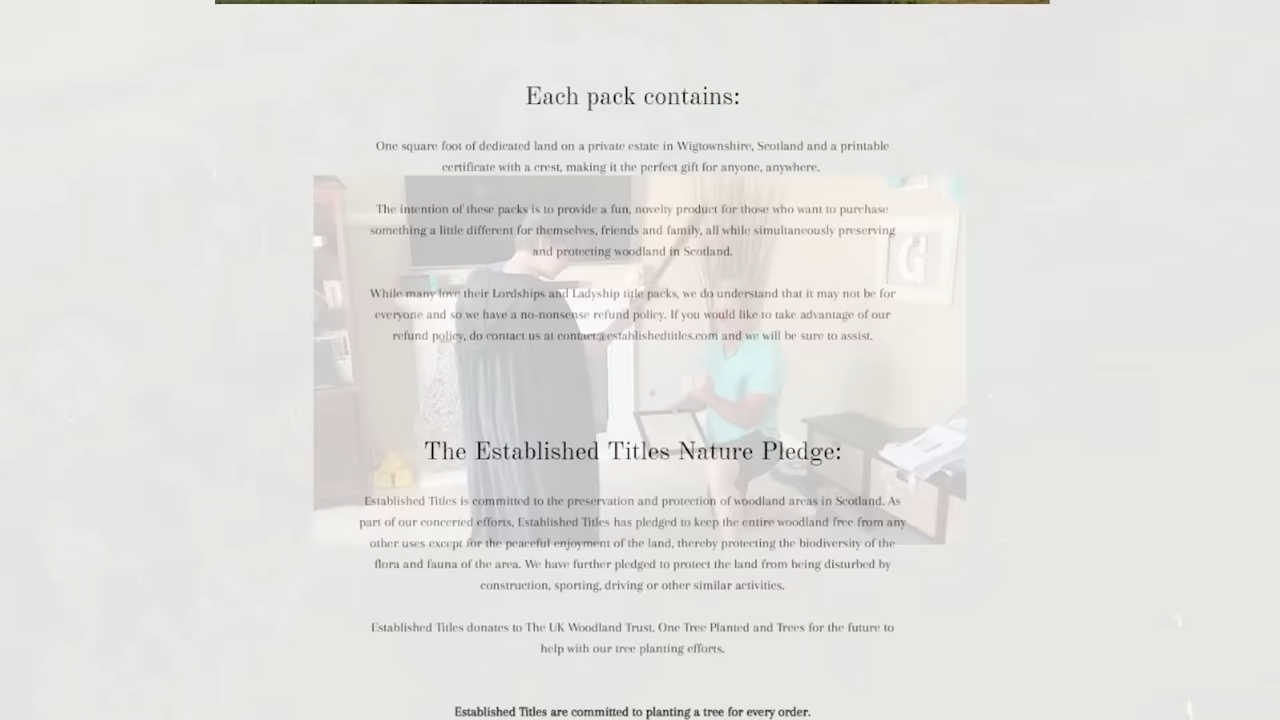 Each pack contains:
One square foot of dedicated land on a private estate in Wigtownshire, Scotland and a printable
certificate with a crest, making it the perfect gift for anyone, anywhere.
The intention of these packs is to provide a fun, novelty product for those who want to purchase
something a little different for themselves, friends and family, all while simultaneously preserving
and protecting woodland in Scotland.
While many love their Lordships and Ladyship title packs, we do understand that it may not be for
everyone and so we have a no-nonsense refund policy. If you would like to take advantage of our
refund policy, do contact us at contact@establishedtitles.com and we will be sure to assist.
G
The Established Titles Nature Pledge:
Established Titles is committed to the preservation and protection of woodland areas in Scotland. As
part of our concerted efforts, Established Titles has pledged to keep the entire woodland free from any
other uses except for the peaceful enjoyment of the land, thereby protecting the biodiversity of the
flora and fauna of the area. We have further pledged to protect the land from being disturbed by
construction, sporting, driving or other similar activities.
Established Titles donates to The UK Woodland Trust, One Tree Planted and Trees for the future to
help with our tree planting efforts.
Established Titles are committed to planting a tree for every order.